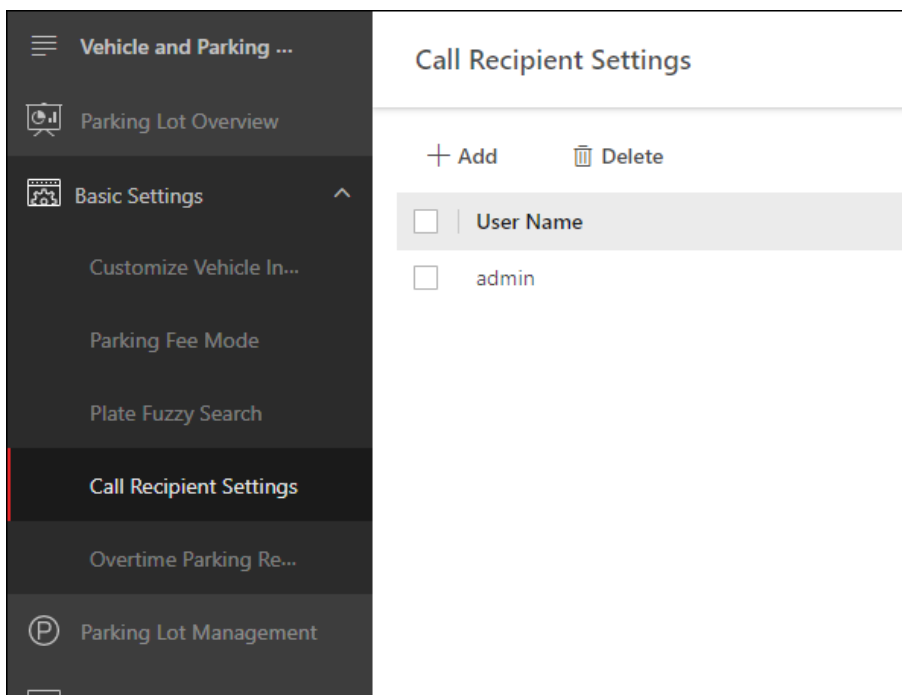 Vehicle and Parking ...
Parking Lot Overview
Basic Settings
Customize Vehicle In...
Parking Fee Mode
Plate Fuzzy Search
Call Recipient Settings
Overtime Parking Re...
Parking Lot Management
Call Recipient Settings
Add
Delete
User Name
admin